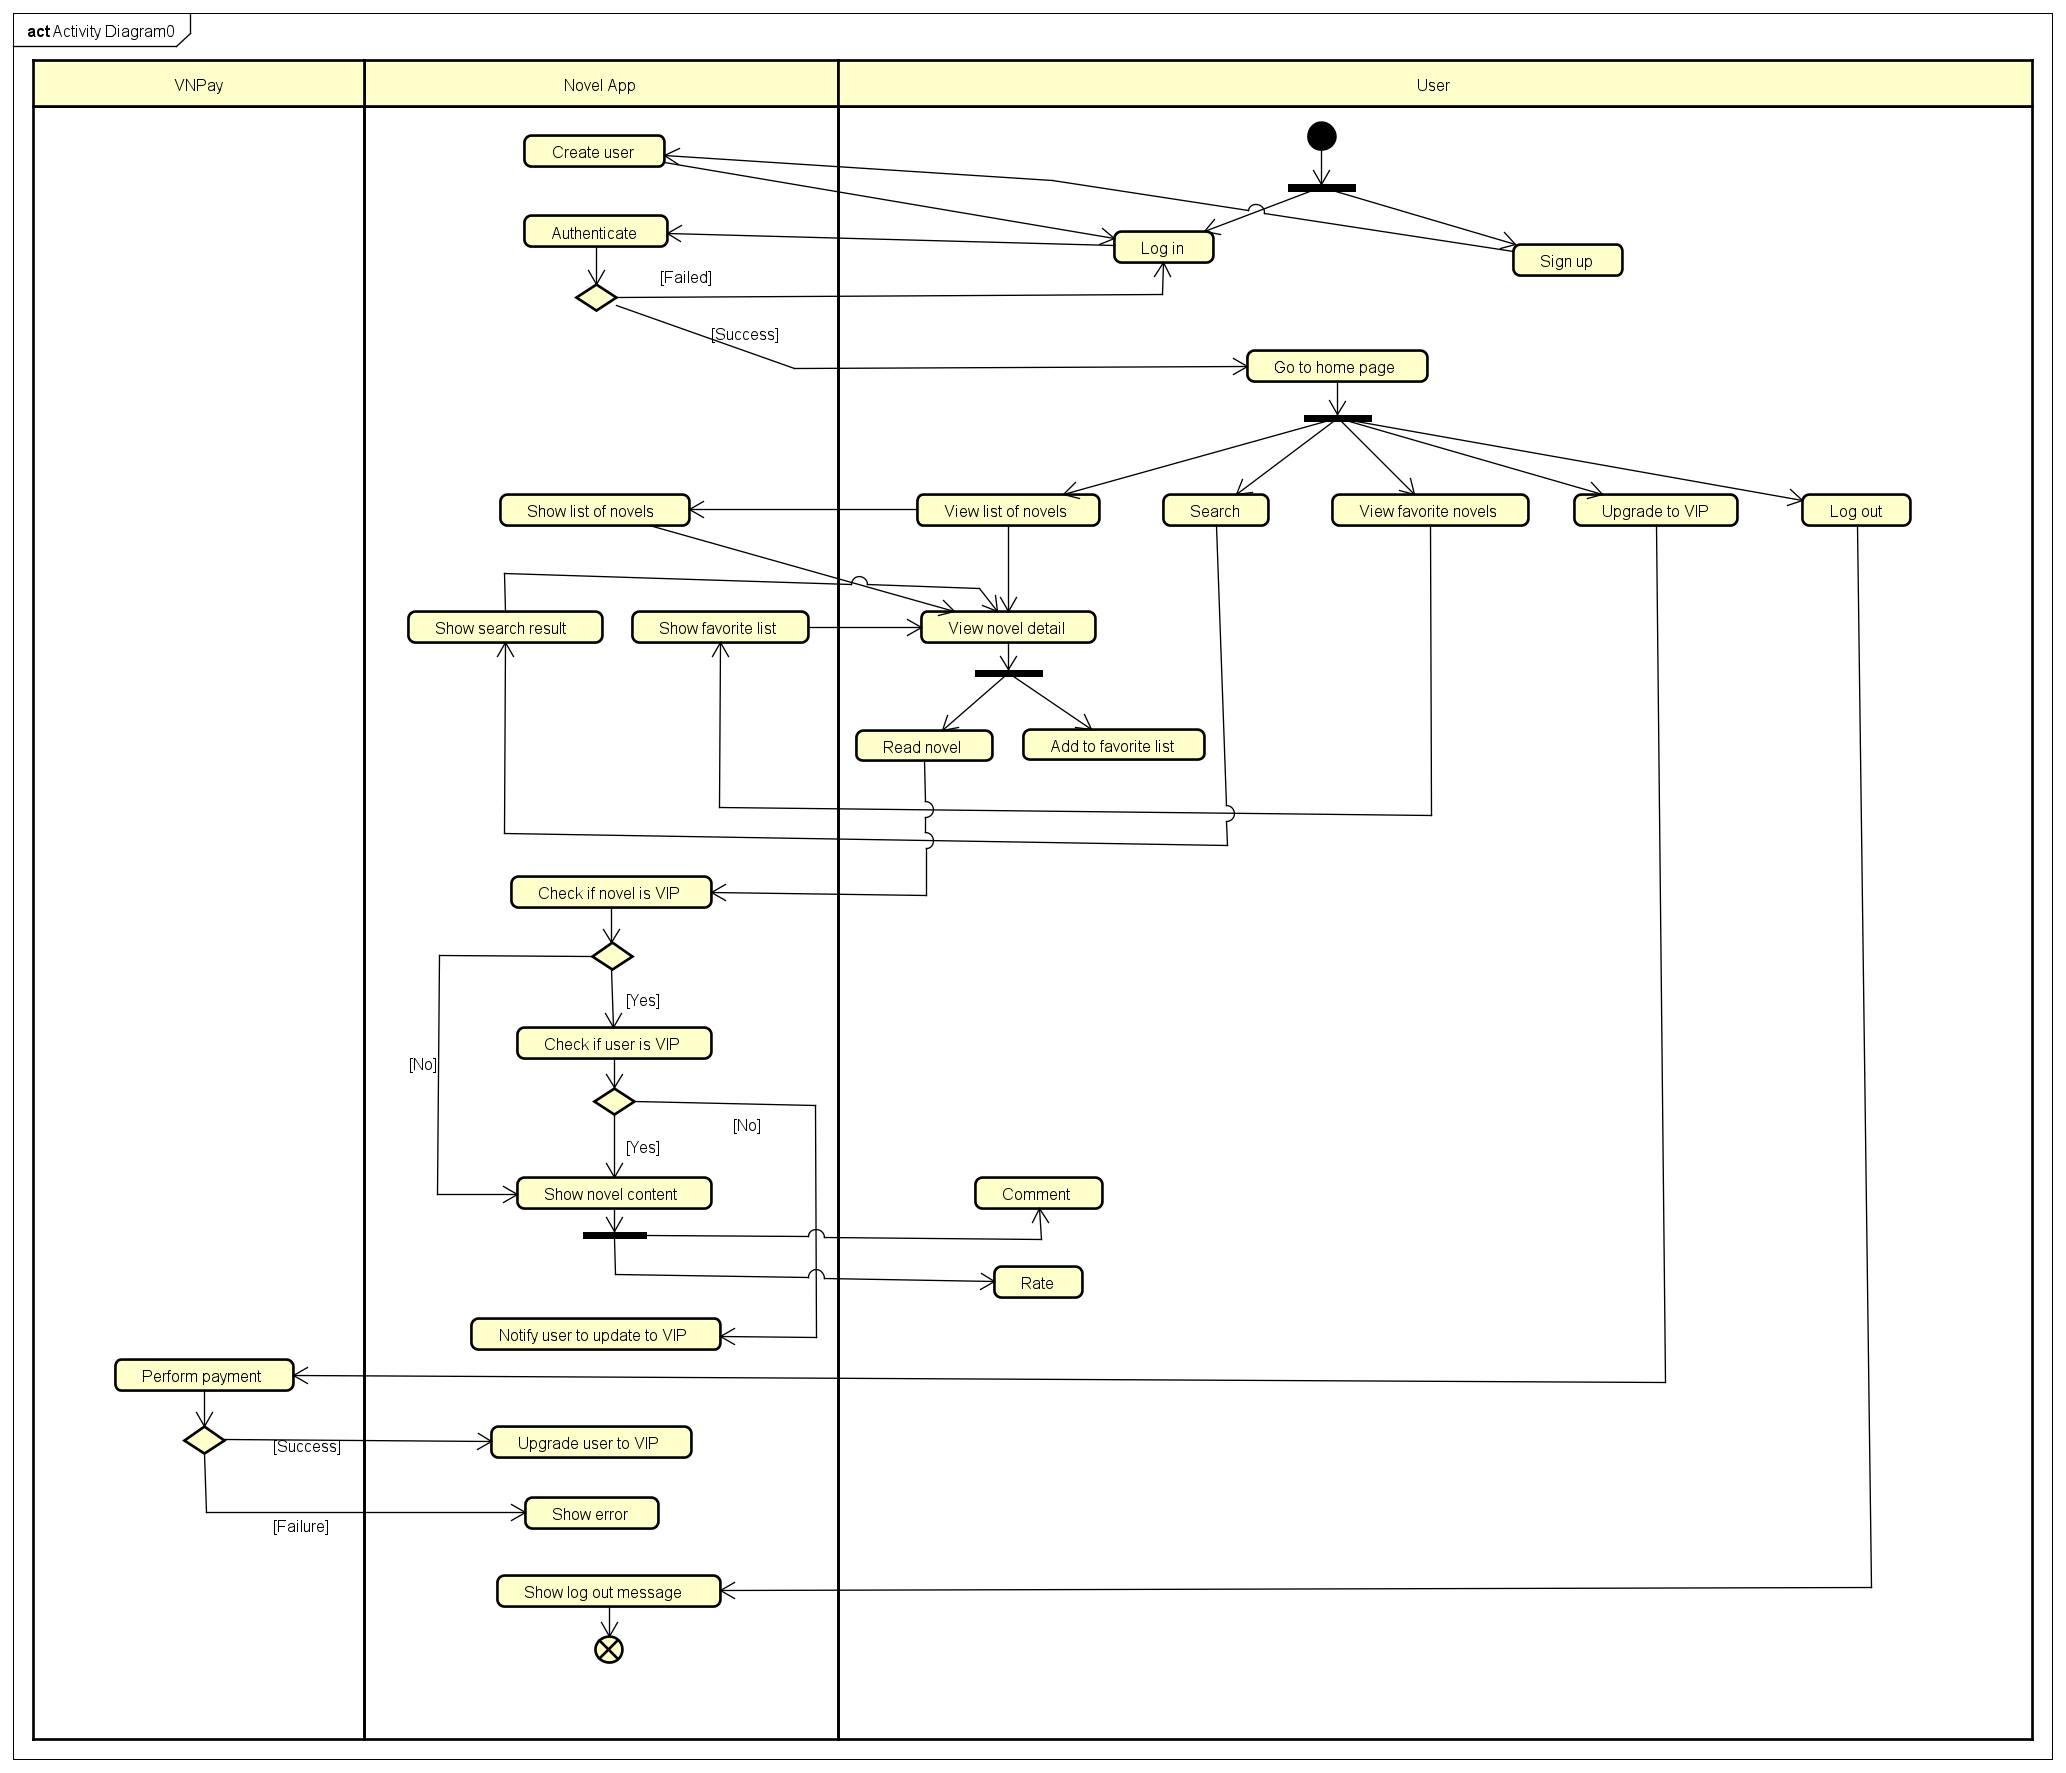 act Activity Diagram0
VNPay
Novel App
User
Create user
Authenticate
Log in
Sign up
[Failed]
[Success]
Go to home page
Show list of novels
View list of novels
Search
View favorite novels
Upgrade to VIP
Log out
Show search result
Show favorite list
View novel detail
Read novel
Add to favorite list
Check if novel is VIP
[Yes]
Check if user is VIP
[No]
[No]
[Yes]
Show novel content
Comment
Rate
Notify user to update to VIP
Perform payment
[Success]
Upgrade user to VIP
Show error
[Failure]
Show log out message